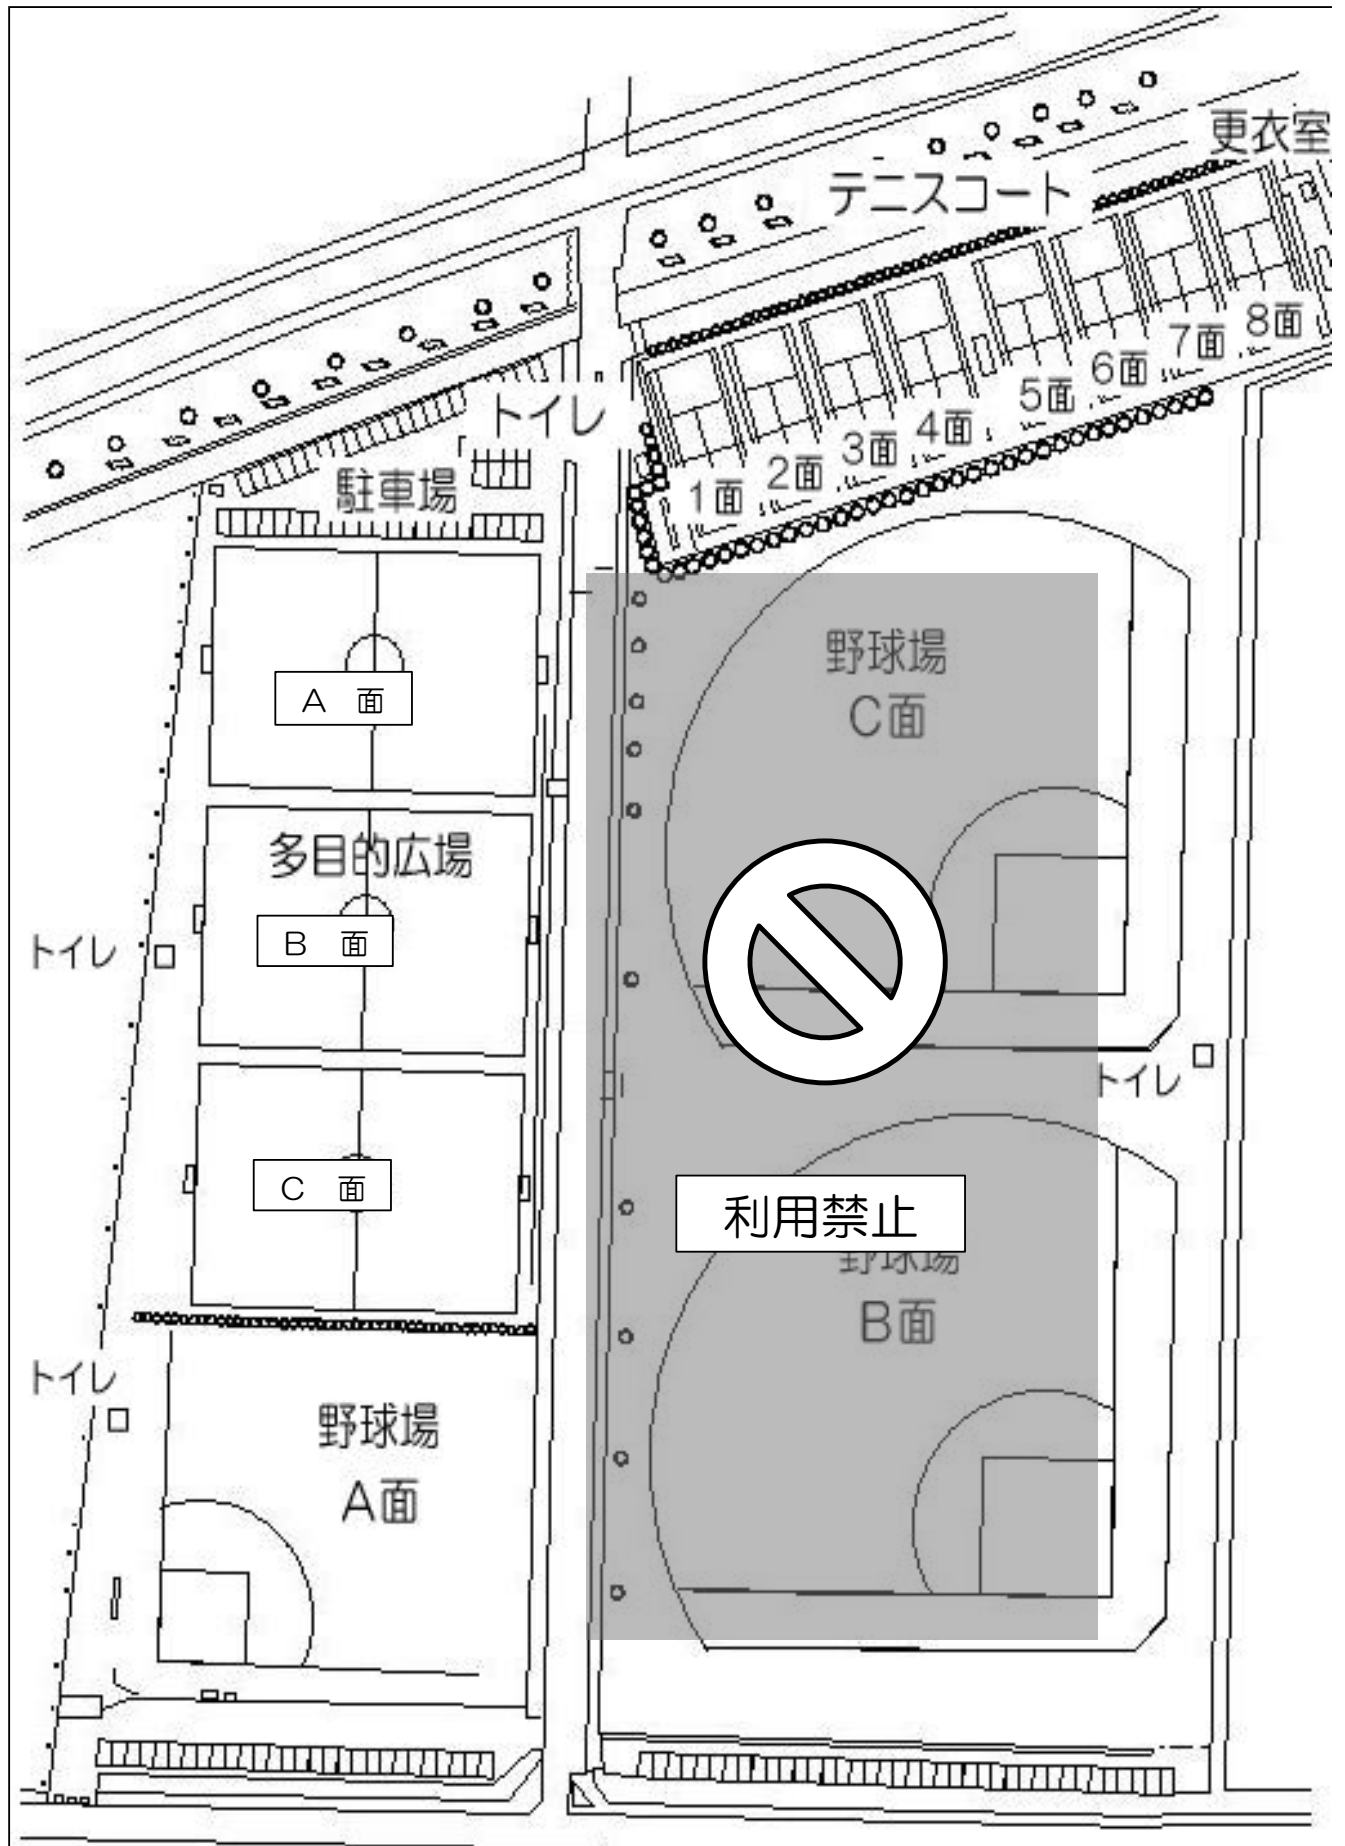 更衣室
テニスコート
8面
7面
6面
5面
4面
3面
2面
1面
トイレ
駐車場
A 面
野球場
C面
多目的広場
B 面
トイレ
トイレ
C 面
利用禁止
野球場
B面
トイレ
野球場
A面